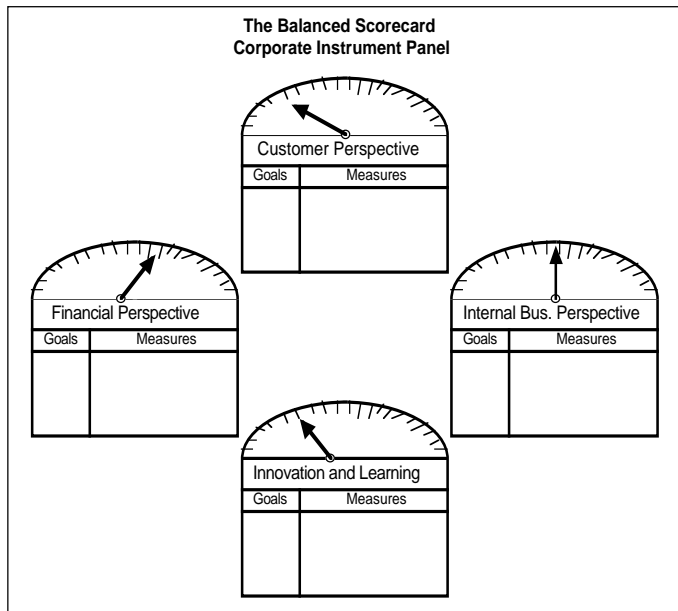 The Balanced Scorecard
Corporate Instrument Panel
Customer Perspective
Goals Measures
Financial Perspective
Goals Measures
Internal Bus. Perspective
Goals Measures
Innovation and Learning
Goals Measures